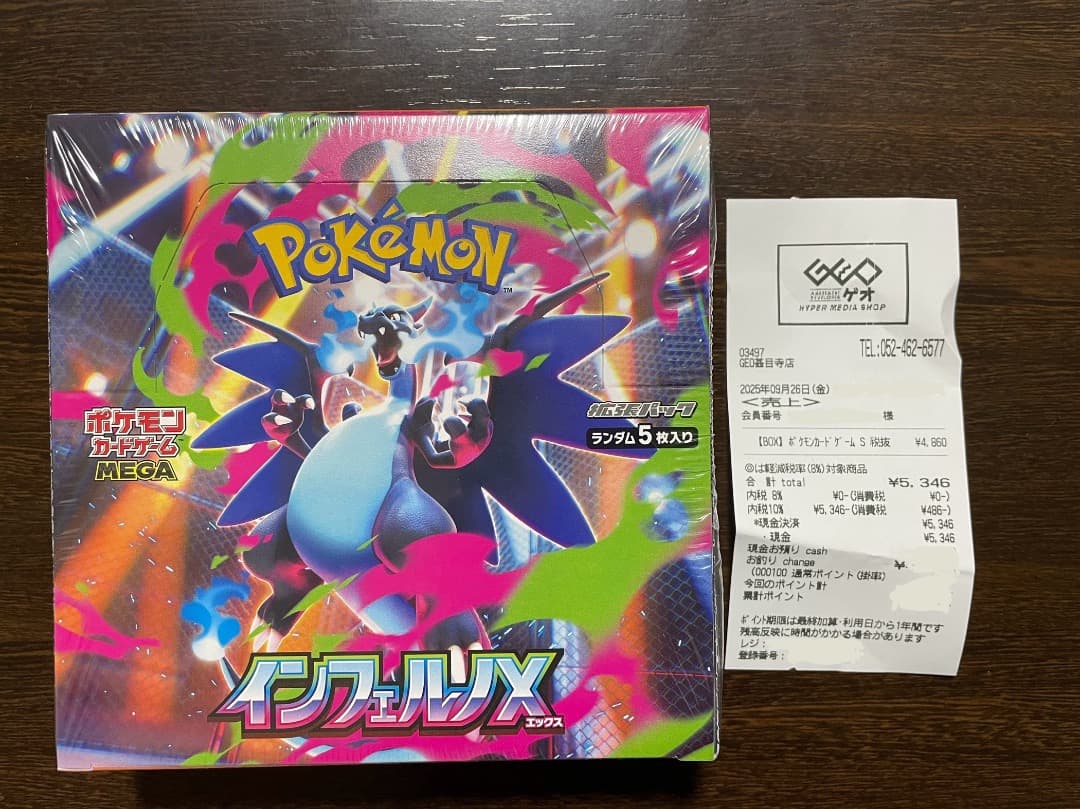 POKéMON
TM
ポケモン
カードゲーム
MEGA
拡張パック
ランダム5枚入り
インフェルノX
エックス
GEO
ゲオ
HYPER MEDIA SHOP
TEL:052-462-6577
03497
GEO甚目寺店
2025年09月26日(金)
<売上>
会員番号 様
【BOX】ポケモンカードゲーム S 税抜 ¥4,860
◎は軽減税率(8%)対象商品
合 計 total ¥5,346
内税 8% ¥0-(消費税 ¥0-)
内税10% ¥5,346-(消費税 ¥486-)
*現金決済 ¥5,346
・現金 ¥5,346
現金お預り cash
お釣り change ¥
(000100 通常ポイント(掛率)
今回のポイント計
累計ポイント
ポイント期限は最終加算・利用日から1年間です
残高反映に時間がかかる場合があります
レジ:
登録番号: